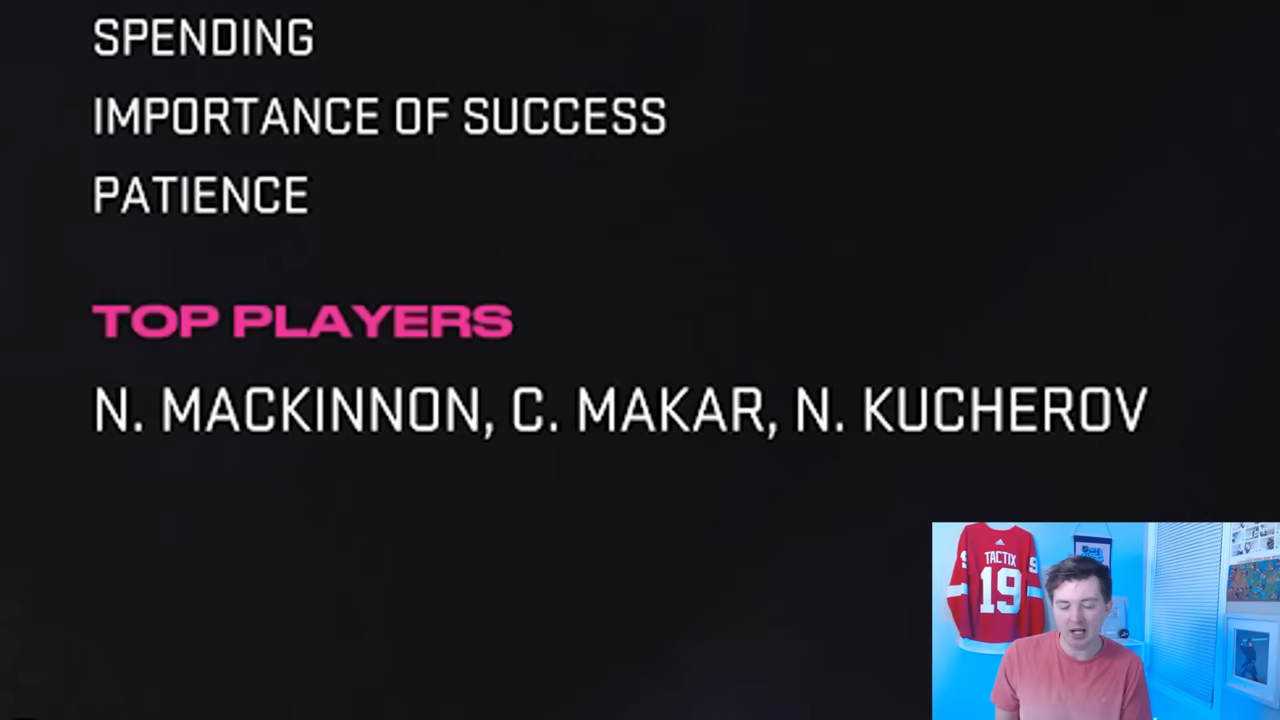 SPENDING
IMPORTANCE OF SUCCESS
PATIENCE
TOP PLAYERS
N. MACKINNON, C. MAKAR, N. KUCHEROV
TACTIX
19